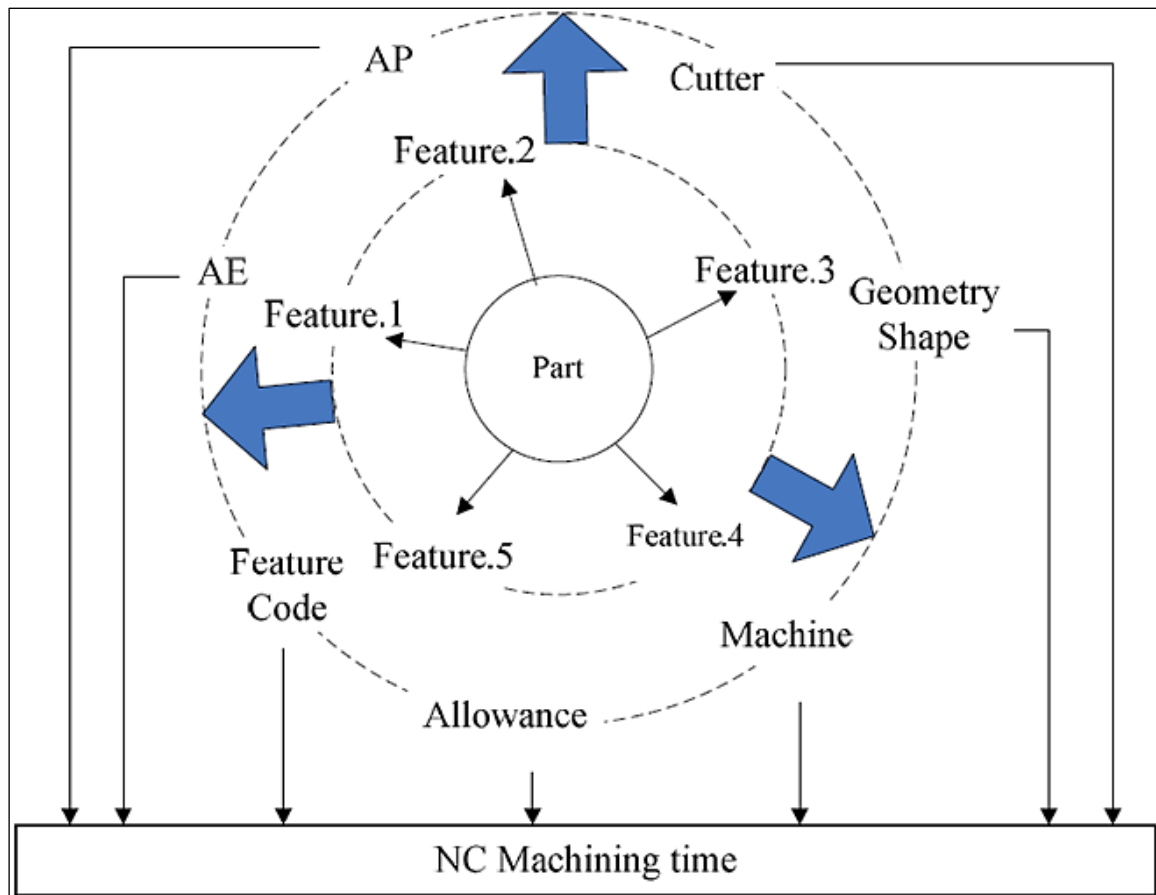 AP
Cutter
Feature.2
Feature.3
AE
Geometry
Shape
Feature.1
Part
Feature.4
Feature.5
Feature
Code
Machine
Allowance
NC Machining time